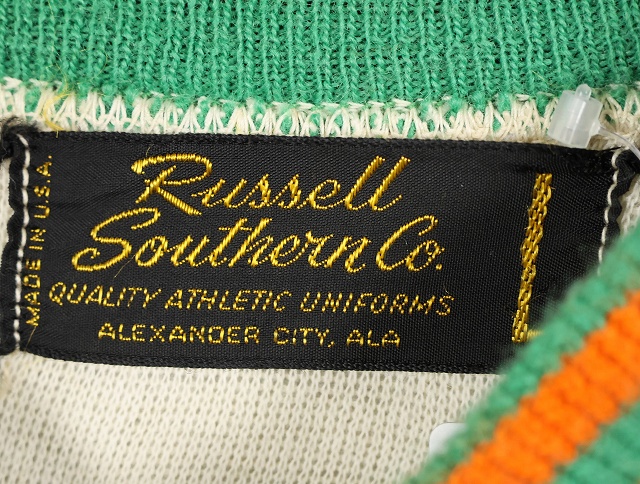 Russell
Southern Co.
QUALITY ATHLETIC UNIFORMS
ALEXANDER CITY, ALA
MADE IN U.S.A.